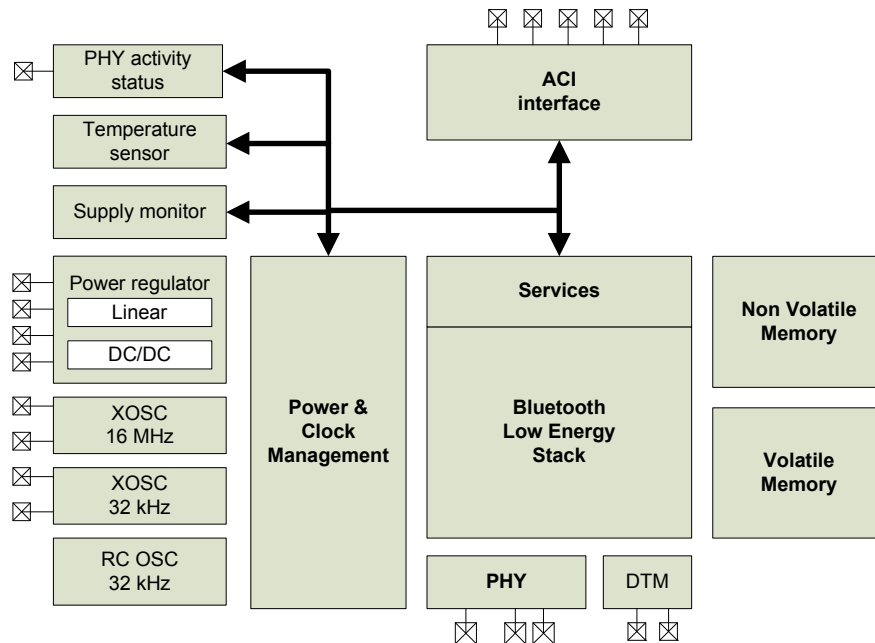 PHY activity
status
ACI
interface
Temperature
sensor
Supply monitor
Power regulator
Linear
DC/DC
XOSC
16 MHz
XOSC
32 kHz
RC OSC
32 kHz
Power &
Clock
Management
Services
Bluetooth
Low Energy
Stack
PHY
DTM
Non Volatile
Memory
Volatile
Memory